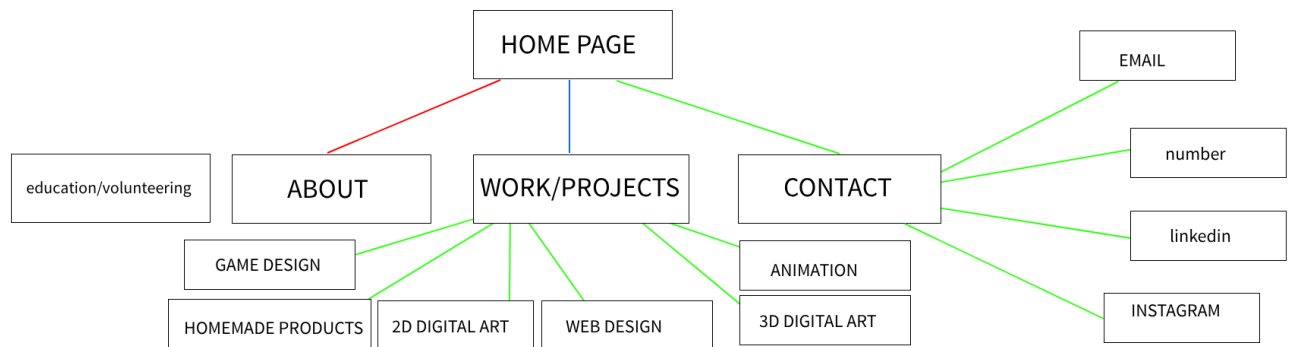 HOME PAGE
EMAIL
number
education/volunteering
ABOUT
WORK/PROJECTS
CONTACT
linkedin
GAME DESIGN
ANIMATION
INSTAGRAM
HOMEMADE PRODUCTS
2D DIGITAL ART
WEB DESIGN
3D DIGITAL ART